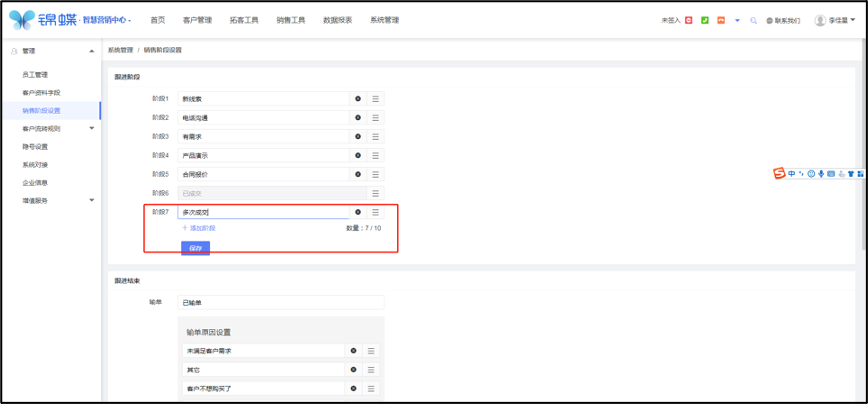 锦蝶 · 智慧营销中心 ·
首页 客户管理 拓客工具 销售工具 数据报表 系统管理
未签入 联系我们 李佳星
管理
系统管理 / 销售阶段设置
员工管理
客户资料字段
销售阶段设置
客户流转规则
隐号设置
系统对接
企业信息
增值服务
跟进阶段
阶段1 新线索
阶段2 电话沟通
阶段3 有需求
阶段4 产品演示
阶段5 合同报价
阶段6 已成交
阶段7 多次成交
+ 添加阶段 数量：7 / 10
保存
跟进结束
输单 已输单
输单原因设置
未满足客户需求
其它
客户不想购买了
中